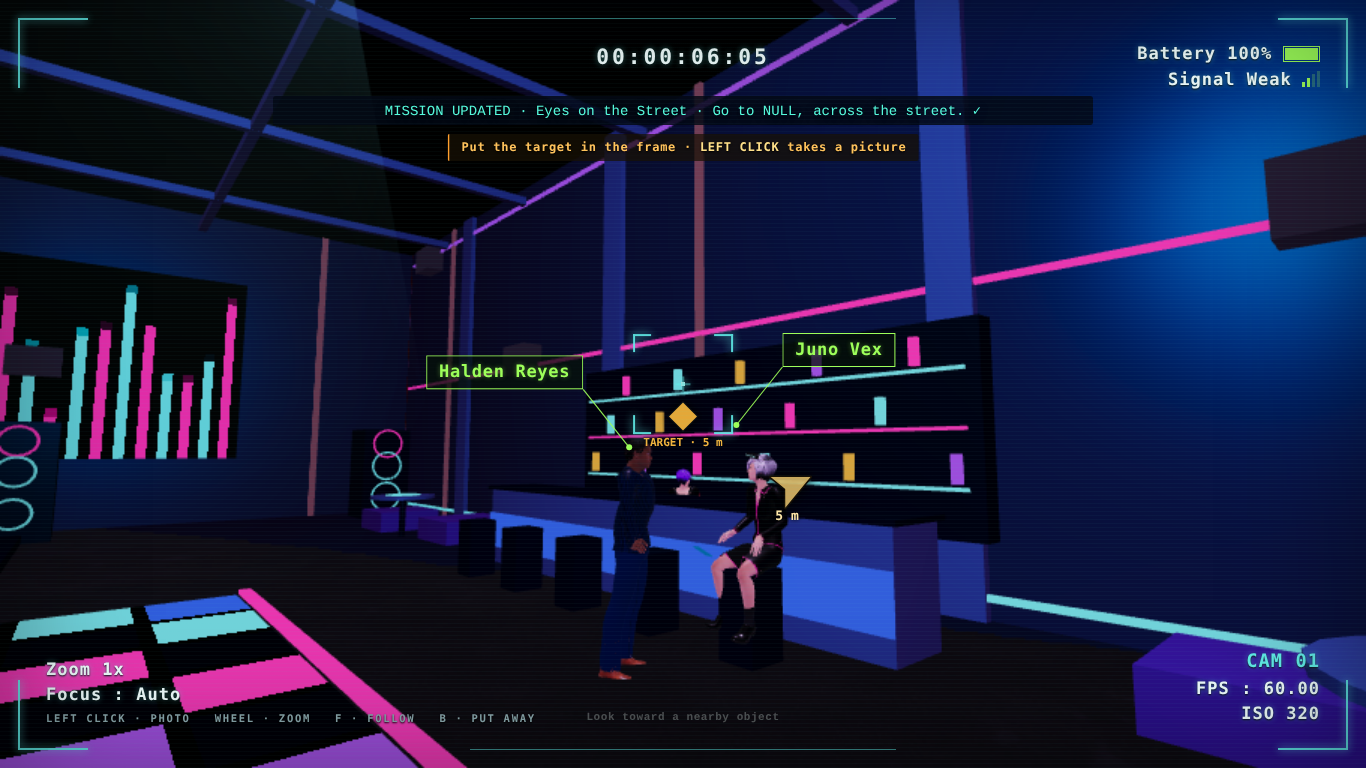 00:00:06:05
Battery 100%
Signal Weak
MISSION UPDATED · Eyes on the Street · Go to NULL, across the street. ✓
Put the target in the frame · LEFT CLICK takes a picture
Juno Vex
Halden Reyes
TARGET · 5 m
5 m
Zoom 1x
Focus : Auto
LEFT CLICK · PHOTO WHEEL · ZOOM F · FOLLOW B · PUT AWAY
Look toward a nearby object
CAM 01
FPS : 60.00
ISO 320